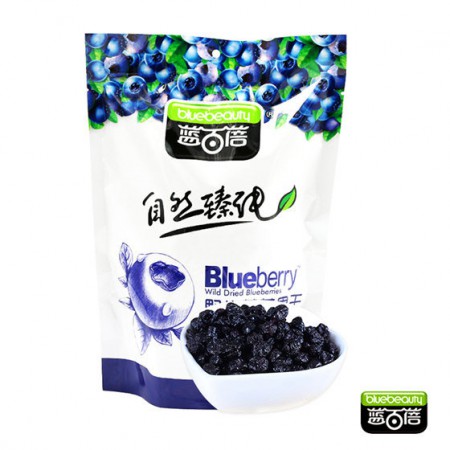 bluebeauty
蓝百蓓
自然臻纯
Blueberry
Wild Dried Blueberries
bluebeauty
蓝百蓓